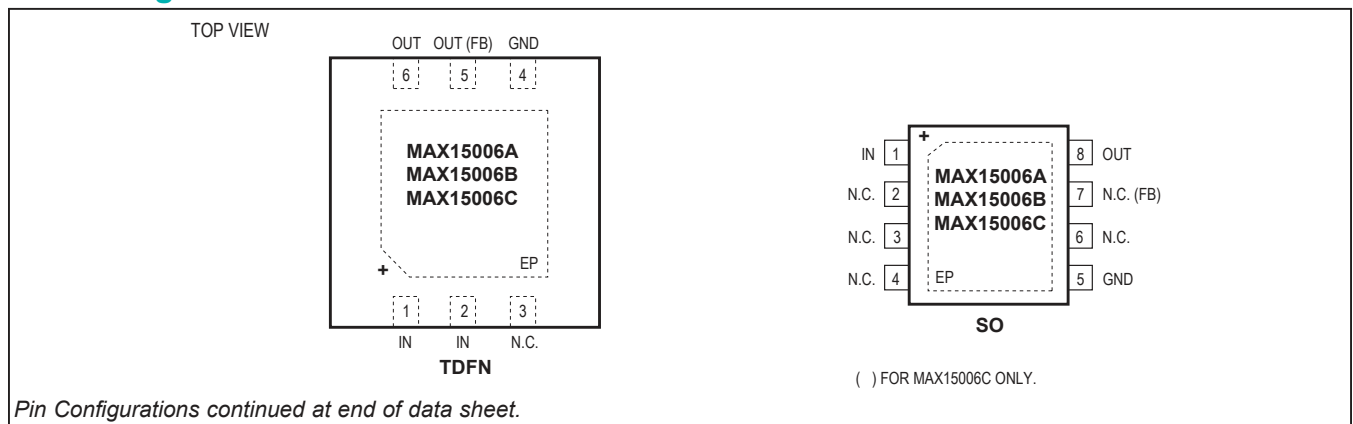 TOP VIEW
OUT OUT (FB) GND
6 5 4
MAX15006A
MAX15006B
MAX15006C
EP
+
1 2 3
IN IN N.C.
TDFN
+
IN 1
N.C. 2
N.C. 3
N.C. 4
MAX15006A
MAX15006B
MAX15006C
EP
8 OUT
7 N.C. (FB)
6 N.C.
5 GND
SO
( ) FOR MAX15006C ONLY.
Pin Configurations continued at end of data sheet.